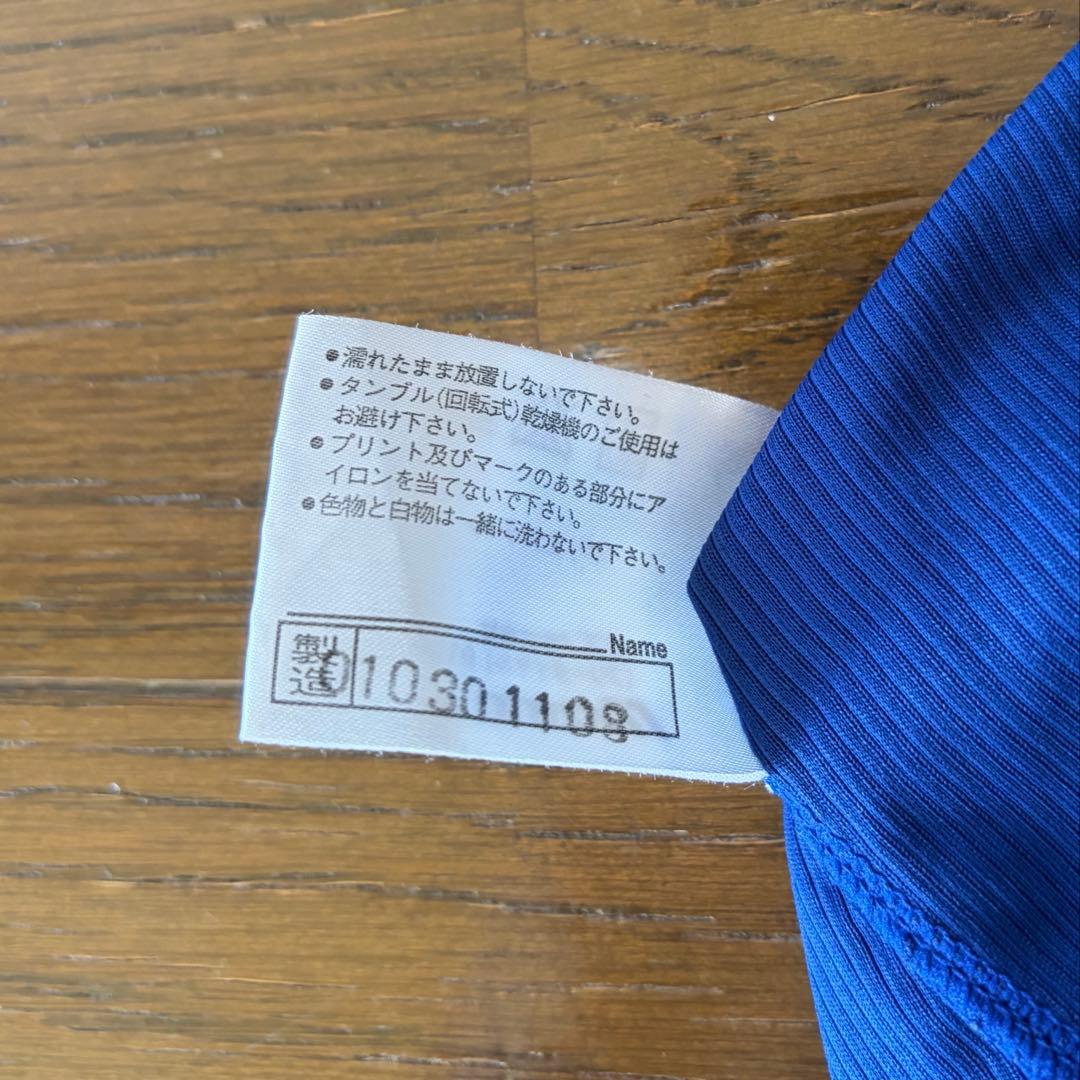 ●濡れたまま放置しないで下さい。
●タンブル(回転式)乾燥機のご使用は
お避け下さい。
●プリント及びマークのある部分にア
イロンを当てないで下さい。
●色物と白物は一緒に洗わないで下さい。
Name
製造 0103011108